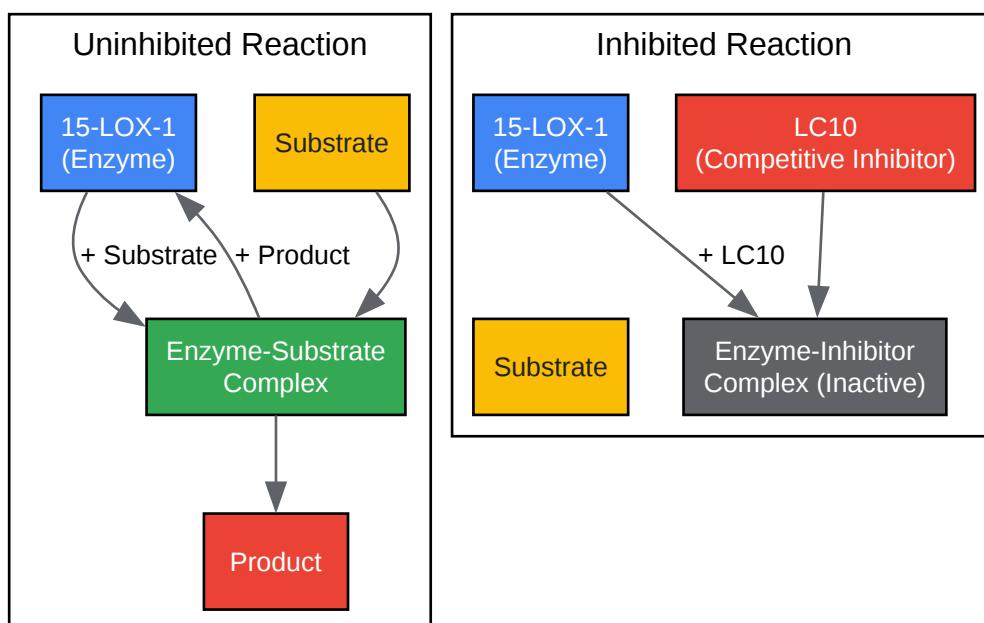 Uninhibited Reaction
15-LOX-1
(Enzyme)
Substrate
+ Substrate
+ Product
Enzyme-Substrate
Complex
Product
Inhibited Reaction
15-LOX-1
(Enzyme)
LC10
(Competitive Inhibitor)
+ LC10
Substrate
Enzyme-Inhibitor
Complex (Inactive)